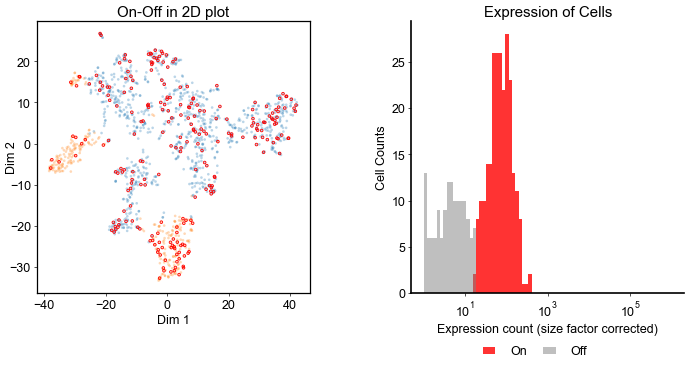 On-Off in 2D plot
Dim 2
20
10
0
−10
−20
−30
−40
−20
0
20
40
Dim 1
Expression of Cells
Cell Counts
25
20
15
10
5
0
10^1
10^3
10^5
Expression count (size factor corrected)
On
Off